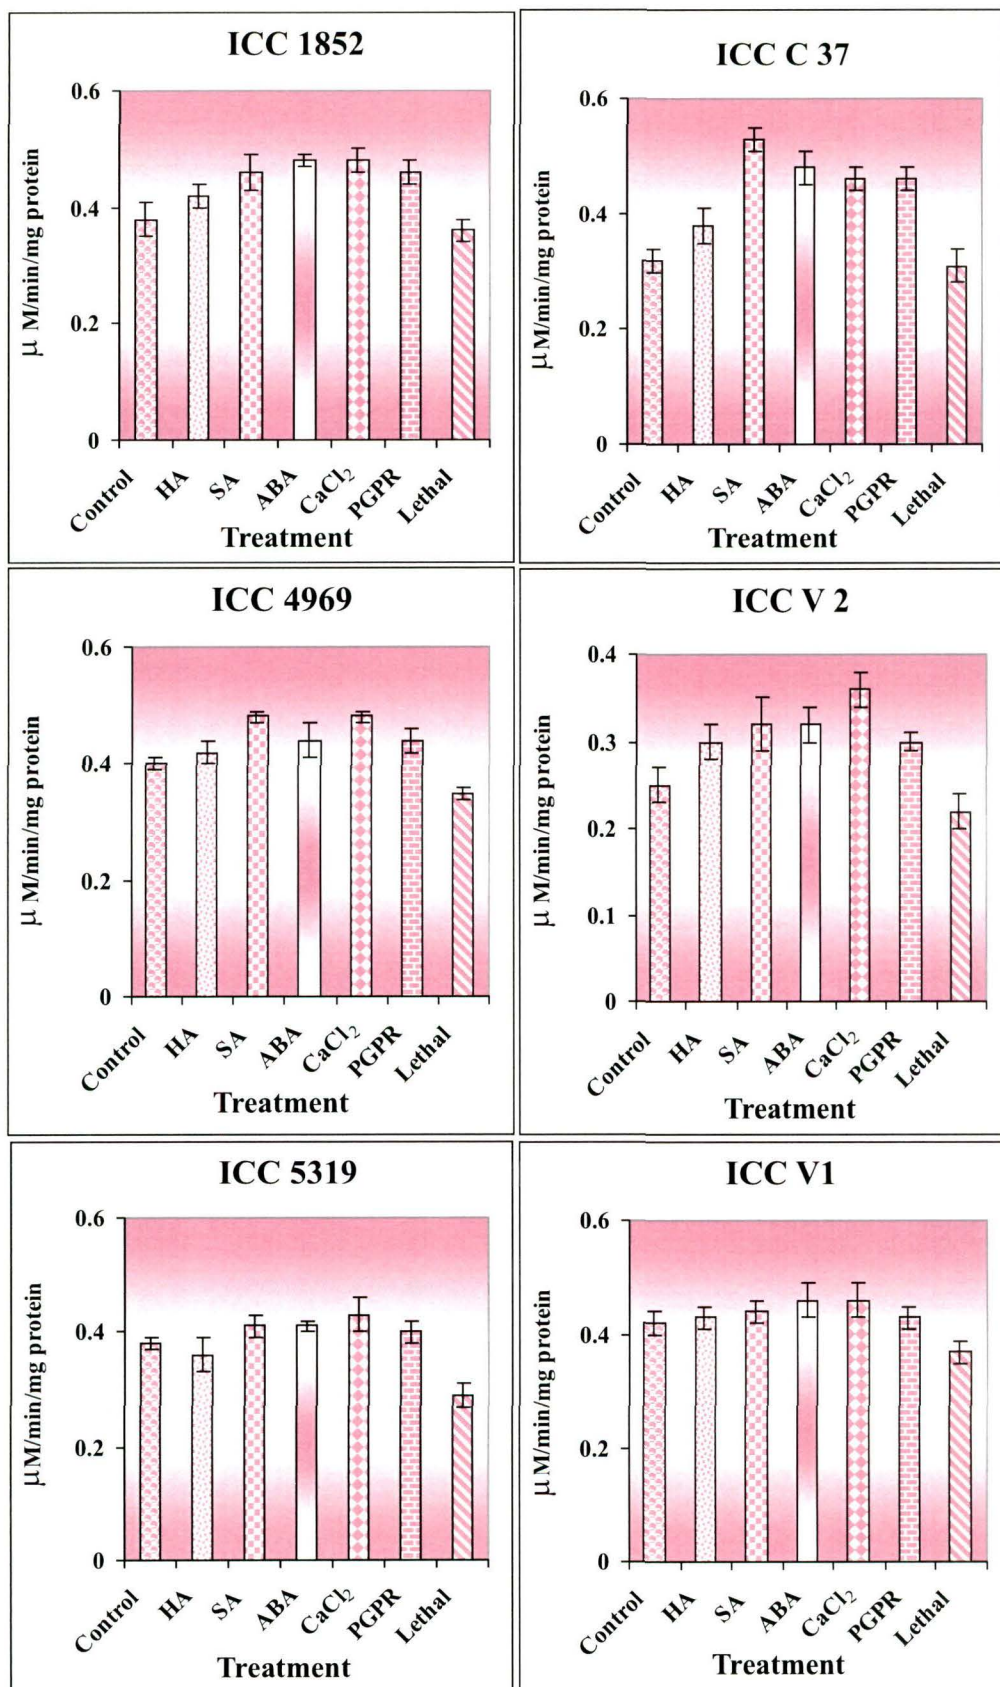 ICC 1852
μ M/min/mg protein
0.6
0.4
0.2
0
Control HA SA ABA CaCl₂ PGPR Lethal
Treatment
ICC C 37
μM/min/mg protein
0.6
0.4
0.2
0
Control HA SA ABA CaCl₂ PGPR Lethal
Treatment
ICC 4969
μ M/min/mg protein
0.6
0.4
0.2
0
Control HA SA ABA CaCl₂ PGPR Lethal
Treatment
ICC V 2
μ M/min/mg protein
0.4
0.3
0.2
0.1
0
Control HA SA ABA CaCl₂ PGPR Lethal
Treatment
ICC 5319
μM/min/mg protein
0.6
0.4
0.2
0
Control HA SA ABA CaCl₂ PGPR Lethal
Treatment
ICC V1
μM/min/mg protein
0.6
0.4
0.2
0
Control HA SA ABA CaCl₂ PGPR Lethal
Treatment